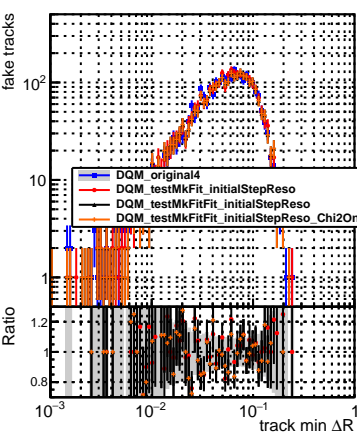 fake tracks
10²
10
1
DQM_original4
DQM_testMkFit_initialStepReso
DQM_testMkFitFit_initialStepReso
DQM_testMkFitFit_initialStepReso_Chi2On
Ratio
1.2
1
0.8
10⁻³ 10⁻² 10⁻¹ 1
track min ΔR